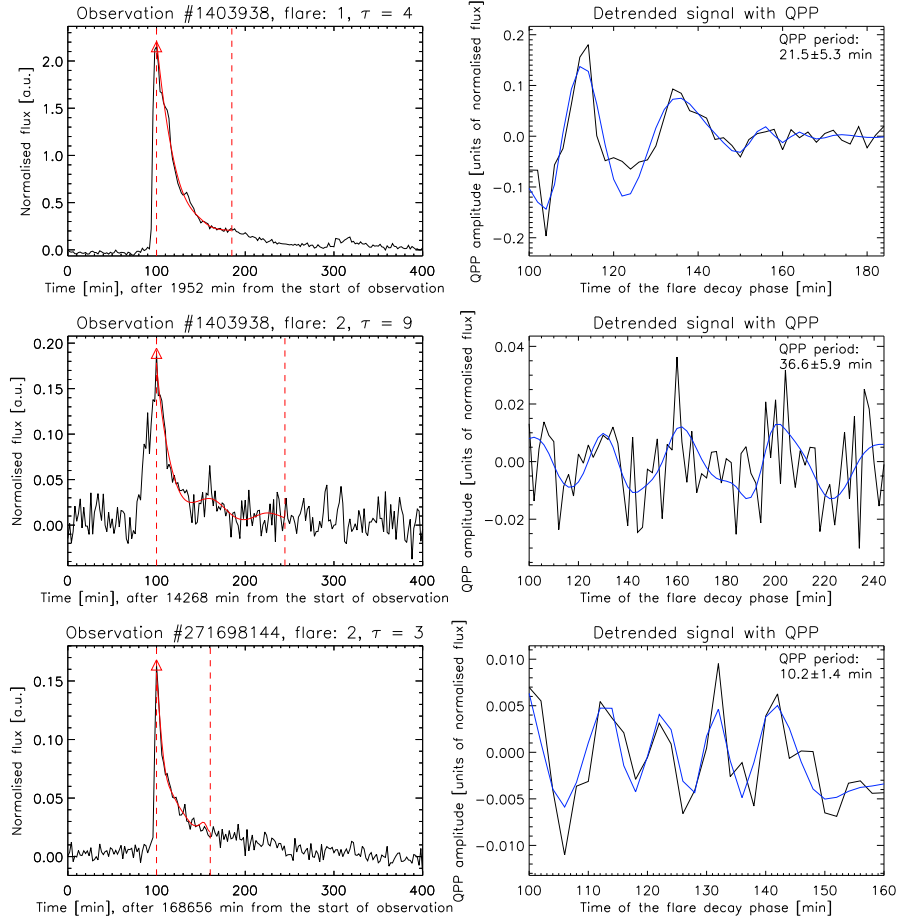 Observation #1403938, flare: 1, τ = 4
Normalised flux [a.u.]
2.0
1.5
1.0
0.5
0.0
0 100 200 300 400
Time [min], after 1952 min from the start of observation
Detrended signal with QPP
QPP period:
21.5±5.3 min
QPP amplitude [units of normalised flux]
0.2
0.1
0.0
-0.1
-0.2
100 120 140 160 180
Time of the flare decay phase [min]
Observation #1403938, flare: 2, τ = 9
Normalised flux [a.u.]
0.20
0.15
0.10
0.05
0.00
0 100 200 300 400
Time [min], after 14268 min from the start of observation
Detrended signal with QPP
QPP period:
36.6±5.9 min
QPP amplitude [units of normalised flux]
0.04
0.02
0.00
-0.02
100 120 140 160 180 200 220 240
Time of the flare decay phase [min]
Observation #271698144, flare: 2, τ = 3
Normalised flux [a.u.]
0.15
0.10
0.05
0.00
0 100 200 300 400
Time [min], after 168656 min from the start of observation
Detrended signal with QPP
QPP period:
10.2±1.4 min
QPP amplitude [units of normalised flux]
0.010
0.005
0.000
-0.005
-0.010
100 110 120 130 140 150 160
Time of the flare decay phase [min]